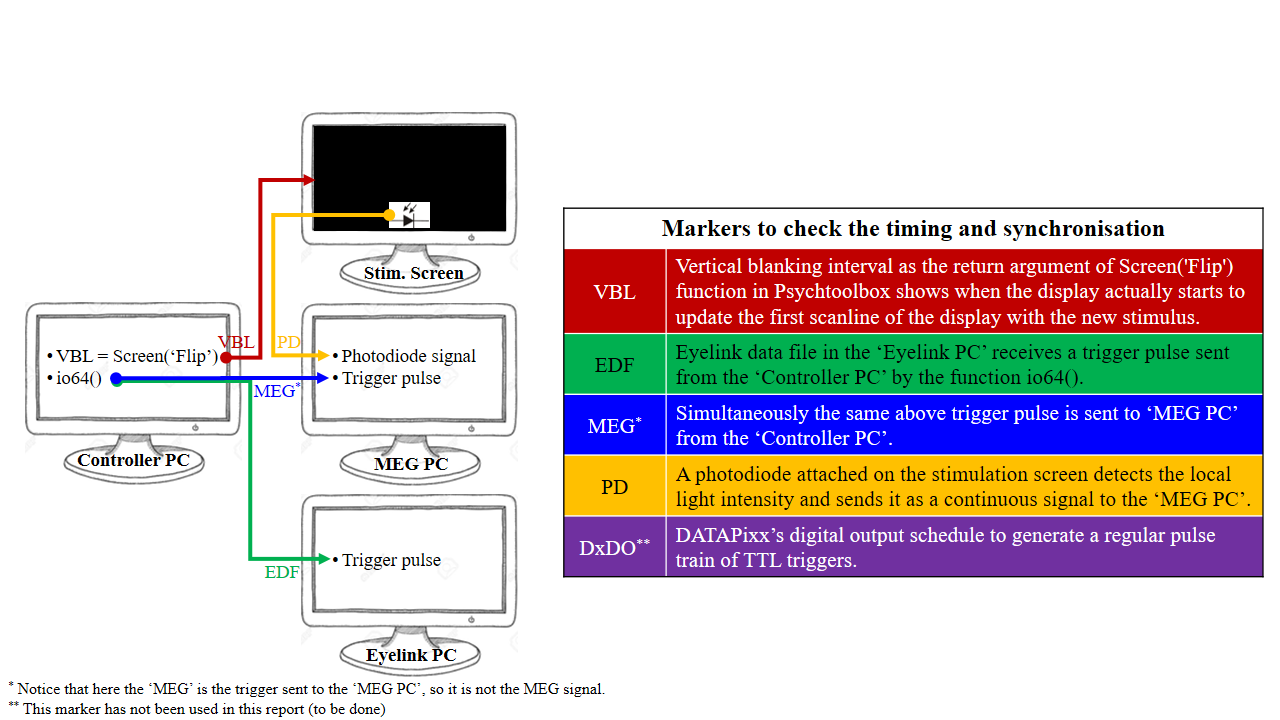 Stim. Screen
• VBL = Screen(‘Flip’)
• io64()
Controller PC
VBL
PD
MEG*
EDF
• Photodiode signal
• Trigger pulse
MEG PC
• Trigger pulse
Eyelink PC
Markers to check the timing and synchronisation
VBL
Vertical blanking interval as the return argument of Screen('Flip')
function in Psychtoolbox shows when the display actually starts to
update the first scanline of the display with the new stimulus.
EDF
Eyelink data file in the ‘Eyelink PC’ receives a trigger pulse sent
from the ‘Controller PC’ by the function io64().
MEG*
Simultaneously the same above trigger pulse is sent to ‘MEG PC’
from the ‘Controller PC’.
PD
A photodiode attached on the stimulation screen detects the local
light intensity and sends it as a continuous signal to the ‘MEG PC’.
DxDO**
DATAPixx’s digital output schedule to generate a regular pulse
train of TTL triggers.
* Notice that here the ‘MEG’ is the trigger sent to the ‘MEG PC’, so it is not the MEG signal.
** This marker has not been used in this report (to be done)